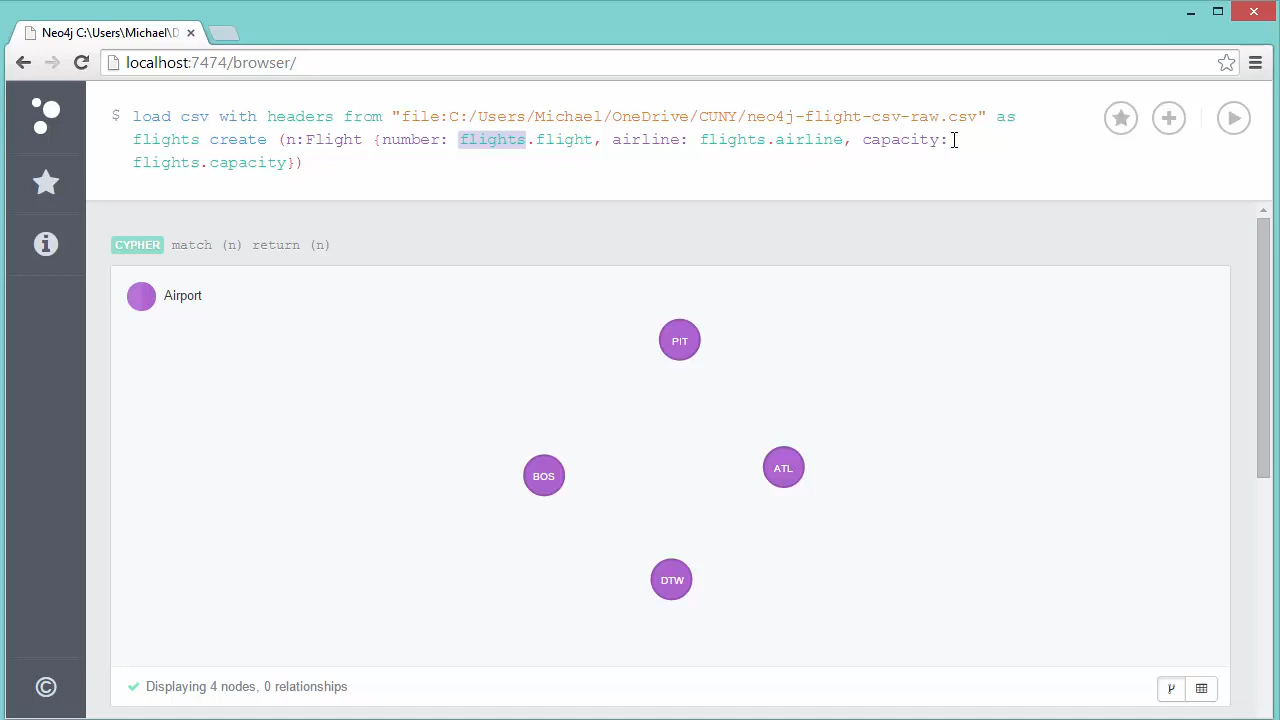 Neo4j C:\Users\Michael\D
localhost:7474/browser/
$ load csv with headers from "file:C:/Users/Michael/OneDrive/CUNY/neo4j-flight-csv-raw.csv" as
flights create (n:Flight {number: flights.flight, airline: flights.airline, capacity:
flights.capacity})
CYPHER match (n) return (n)
Airport
PIT
BOS
ATL
DTW
Displaying 4 nodes, 0 relationships